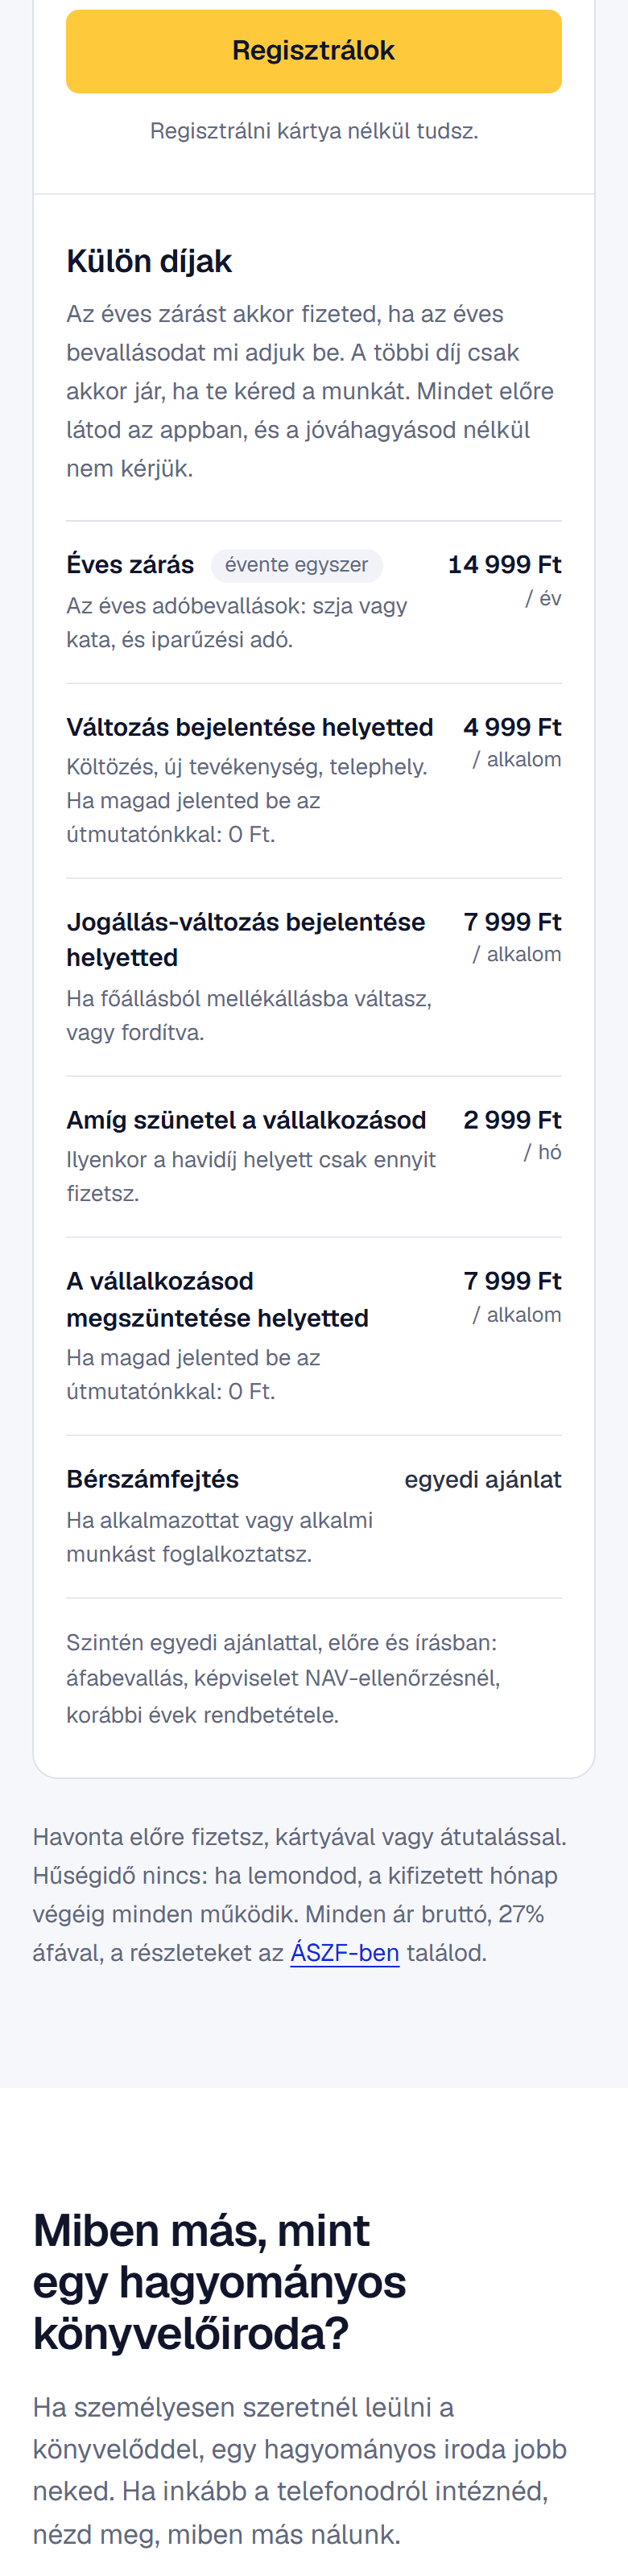 Regisztrálok
Regisztrálni kártya nélkül tudsz.
Külön díjak
Az éves zárást akkor fizeted, ha az éves
bevallásodat mi adjuk be. A többi díj csak
akkor jár, ha te kéred a munkát. Mindet előre
látod az appban, és a jóváhagyásod nélkül
nem kérjük.
Éves zárás évente egyszer 14 999 Ft
/ év
Az éves adóbevallások: szja vagy
kata, és iparűzési adó.
Változás bejelentése helyetted 4 999 Ft
/ alkalom
Költözés, új tevékenység, telephely.
Ha magad jelented be az
útmutatónkkal: 0 Ft.
Jogállás-változás bejelentése 7 999 Ft
helyetted / alkalom
Ha főállásból mellékállásba váltasz,
vagy fordítva.
Amíg szünetel a vállalkozásod 2 999 Ft
/ hó
Ilyenkor a havidíj helyett csak ennyit
fizetsz.
A vállalkozásod 7 999 Ft
megszüntetése helyetted / alkalom
Ha magad jelented be az
útmutatónkkal: 0 Ft.
Bérszámfejtés egyedi ajánlat
Ha alkalmazottat vagy alkalmi
munkást foglalkoztatsz.
Szintén egyedi ajánlattal, előre és írásban:
áfabevallás, képviselet NAV-ellenőrzésnél,
korábbi évek rendbetétele.
Havonta előre fizetsz, kártyával vagy átutalással.
Hűségidő nincs: ha lemondod, a kifizetett hónap
végéig minden működik. Minden ár bruttó, 27%
áfával, a részleteket az ÁSZF-ben találod.
Miben más, mint
egy hagyományos
könyvelőiroda?
Ha személyesen szeretnél leülni a
könyvelőddel, egy hagyományos iroda jobb
neked. Ha inkább a telefonodról intéznéd,
nézd meg, miben más nálunk.